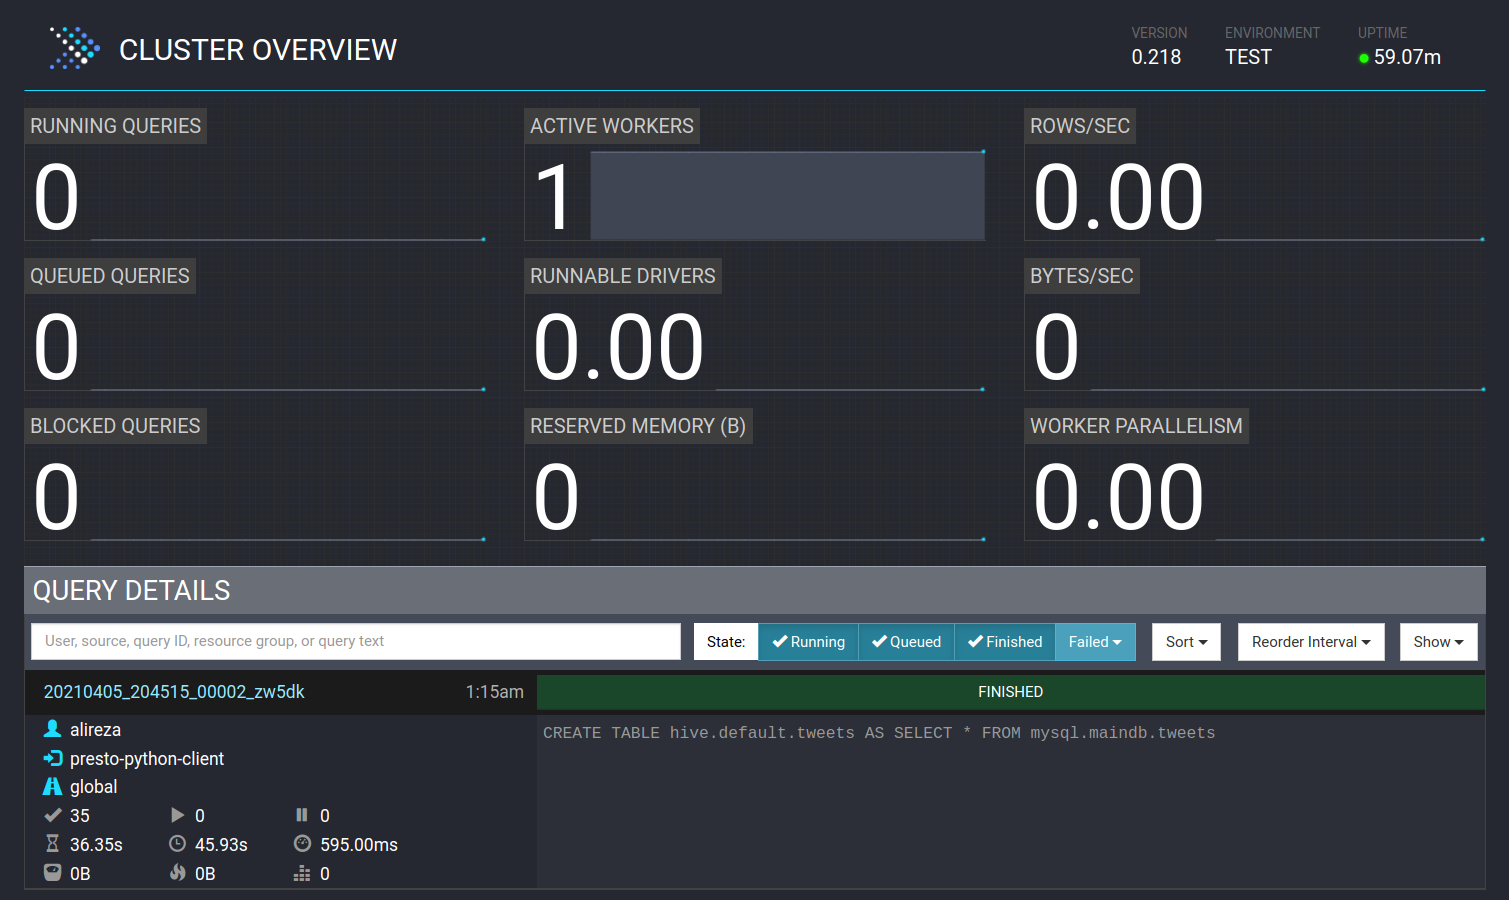 CLUSTER OVERVIEW
VERSION
0.218
ENVIRONMENT
TEST
UPTIME
59.07m
RUNNING QUERIES
0
ACTIVE WORKERS
1
ROWS/SEC
0.00
QUEUED QUERIES
0
RUNNABLE DRIVERS
0.00
BYTES/SEC
0
BLOCKED QUERIES
0
RESERVED MEMORY (B)
0
WORKER PARALLELISM
0.00
QUERY DETAILS
User, source, query ID, resource group, or query text
State: Running Queued Finished Failed
Sort
Reorder Interval
Show
20210405_204515_00002_zw5dk 1:15am
FINISHED
alireza
presto-python-client
global
35 0 0
36.35s 45.93s 595.00ms
0B 0B 0
CREATE TABLE hive.default.tweets AS SELECT * FROM mysql.maindb.tweets